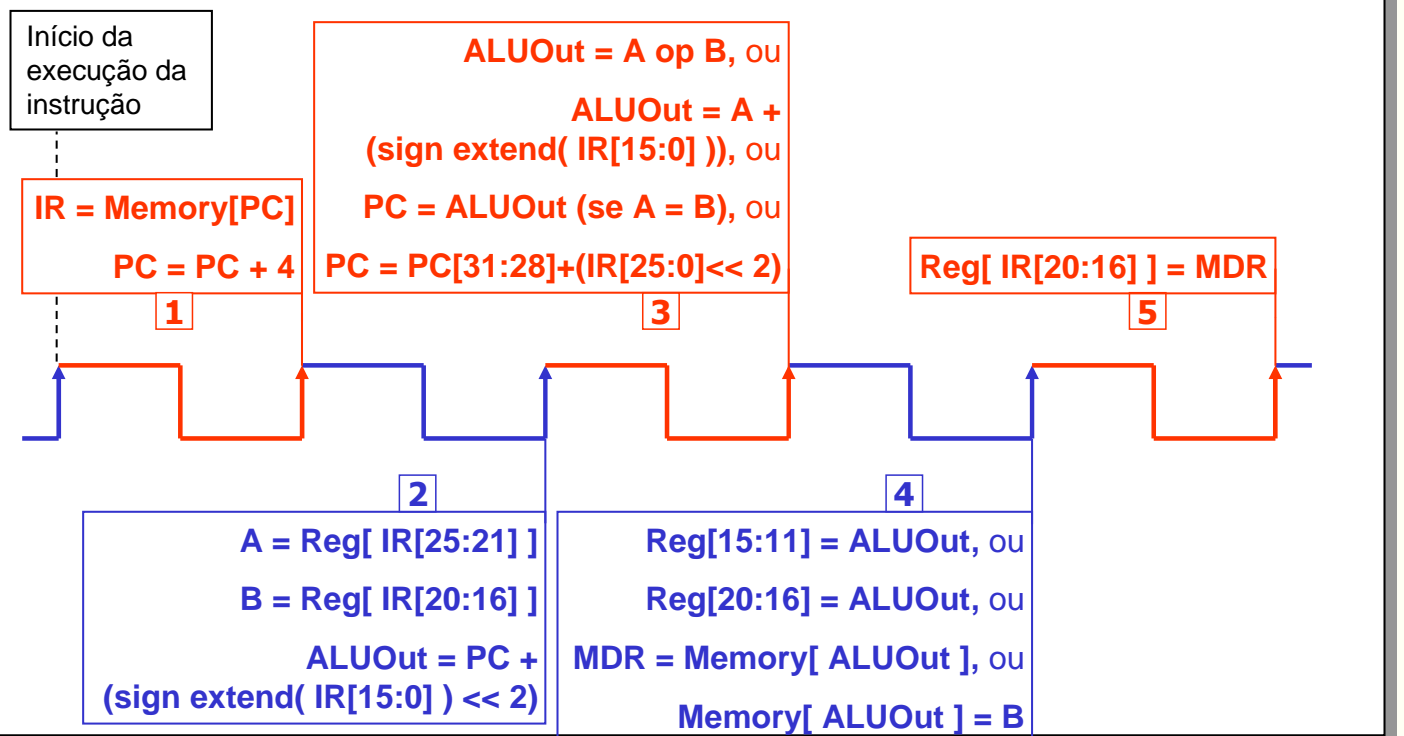 Início da
execução da
instrução
IR = Memory[PC]
PC = PC + 4
1
ALUOut = A op B, ou
ALUOut = A +
(sign extend( IR[15:0] )), ou
PC = ALUOut (se A = B), ou
PC = PC[31:28]+(IR[25:0]<< 2)
3
Reg[ IR[20:16] ] = MDR
5
2
A = Reg[ IR[25:21] ]
B = Reg[ IR[20:16] ]
ALUOut = PC +
(sign extend( IR[15:0] ) << 2)
4
Reg[15:11] = ALUOut, ou
Reg[20:16] = ALUOut, ou
MDR = Memory[ ALUOut ], ou
Memory[ ALUOut ] = B